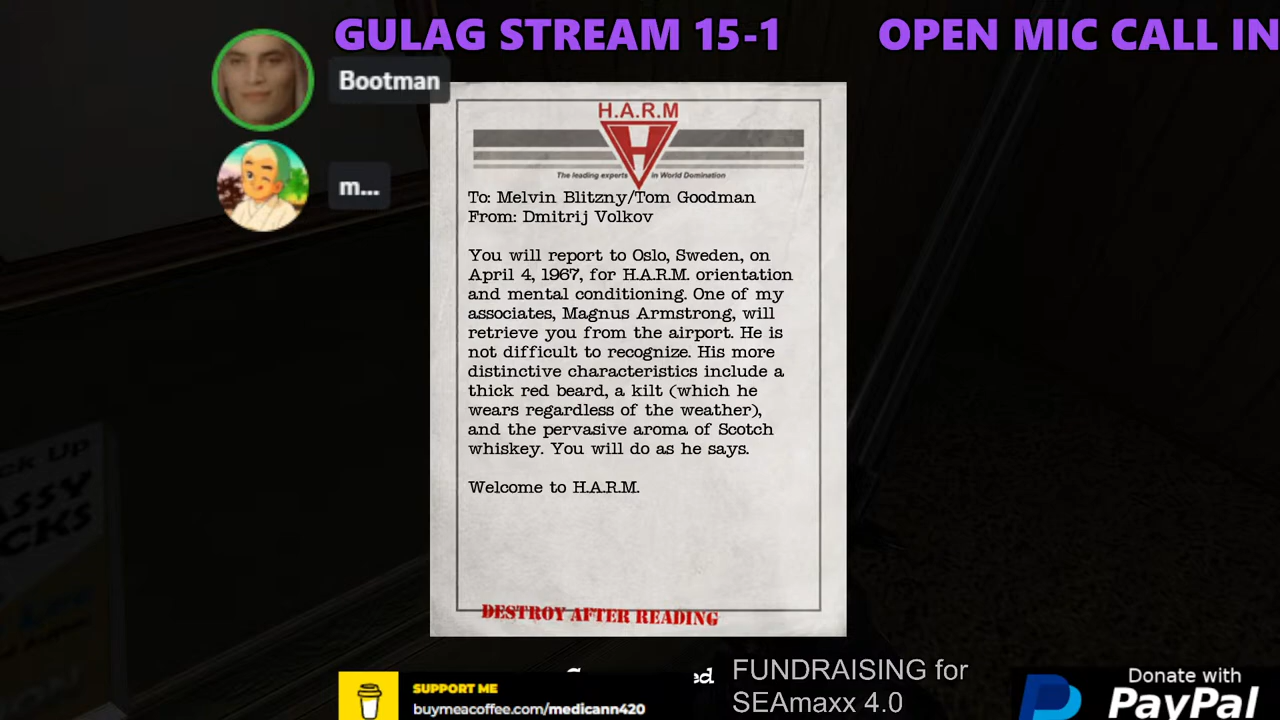 GULAG STREAM 15-1 OPEN MIC CALL IN
Bootman
m...
H.A.R.M
H
The leading experts in World Domination
To: Melvin Blitzny/Tom Goodman
From: Dmitrij Volkov
You will report to Oslo, Sweden, on
April 4, 1967, for H.A.R.M. orientation
and mental conditioning. One of my
associates, Magnus Armstrong, will
retrieve you from the airport. He is
not difficult to recognize. His more
distinctive characteristics include a
thick red beard, a kilt (which he
wears regardless of the weather),
and the pervasive aroma of Scotch
whiskey. You will do as he says.
Welcome to H.A.R.M.
DESTROY AFTER READING
SUPPORT ME
buymeacoffee.com/medicann420
FUNDRAISING for
SEAmaxx 4.0
Donate with
PayPal